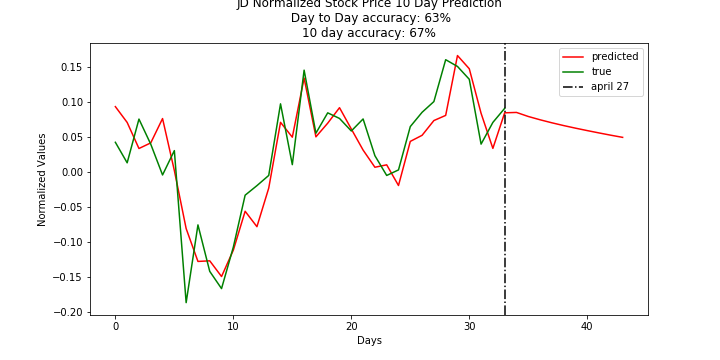 JD Normalized Stock Price 10 Day Prediction
Day to Day accuracy: 63%
10 day accuracy: 67%
predicted
true
april 27
Normalized Values
0.15
0.10
0.05
0.00
−0.05
−0.10
−0.15
−0.20
0
10
20
30
40
Days